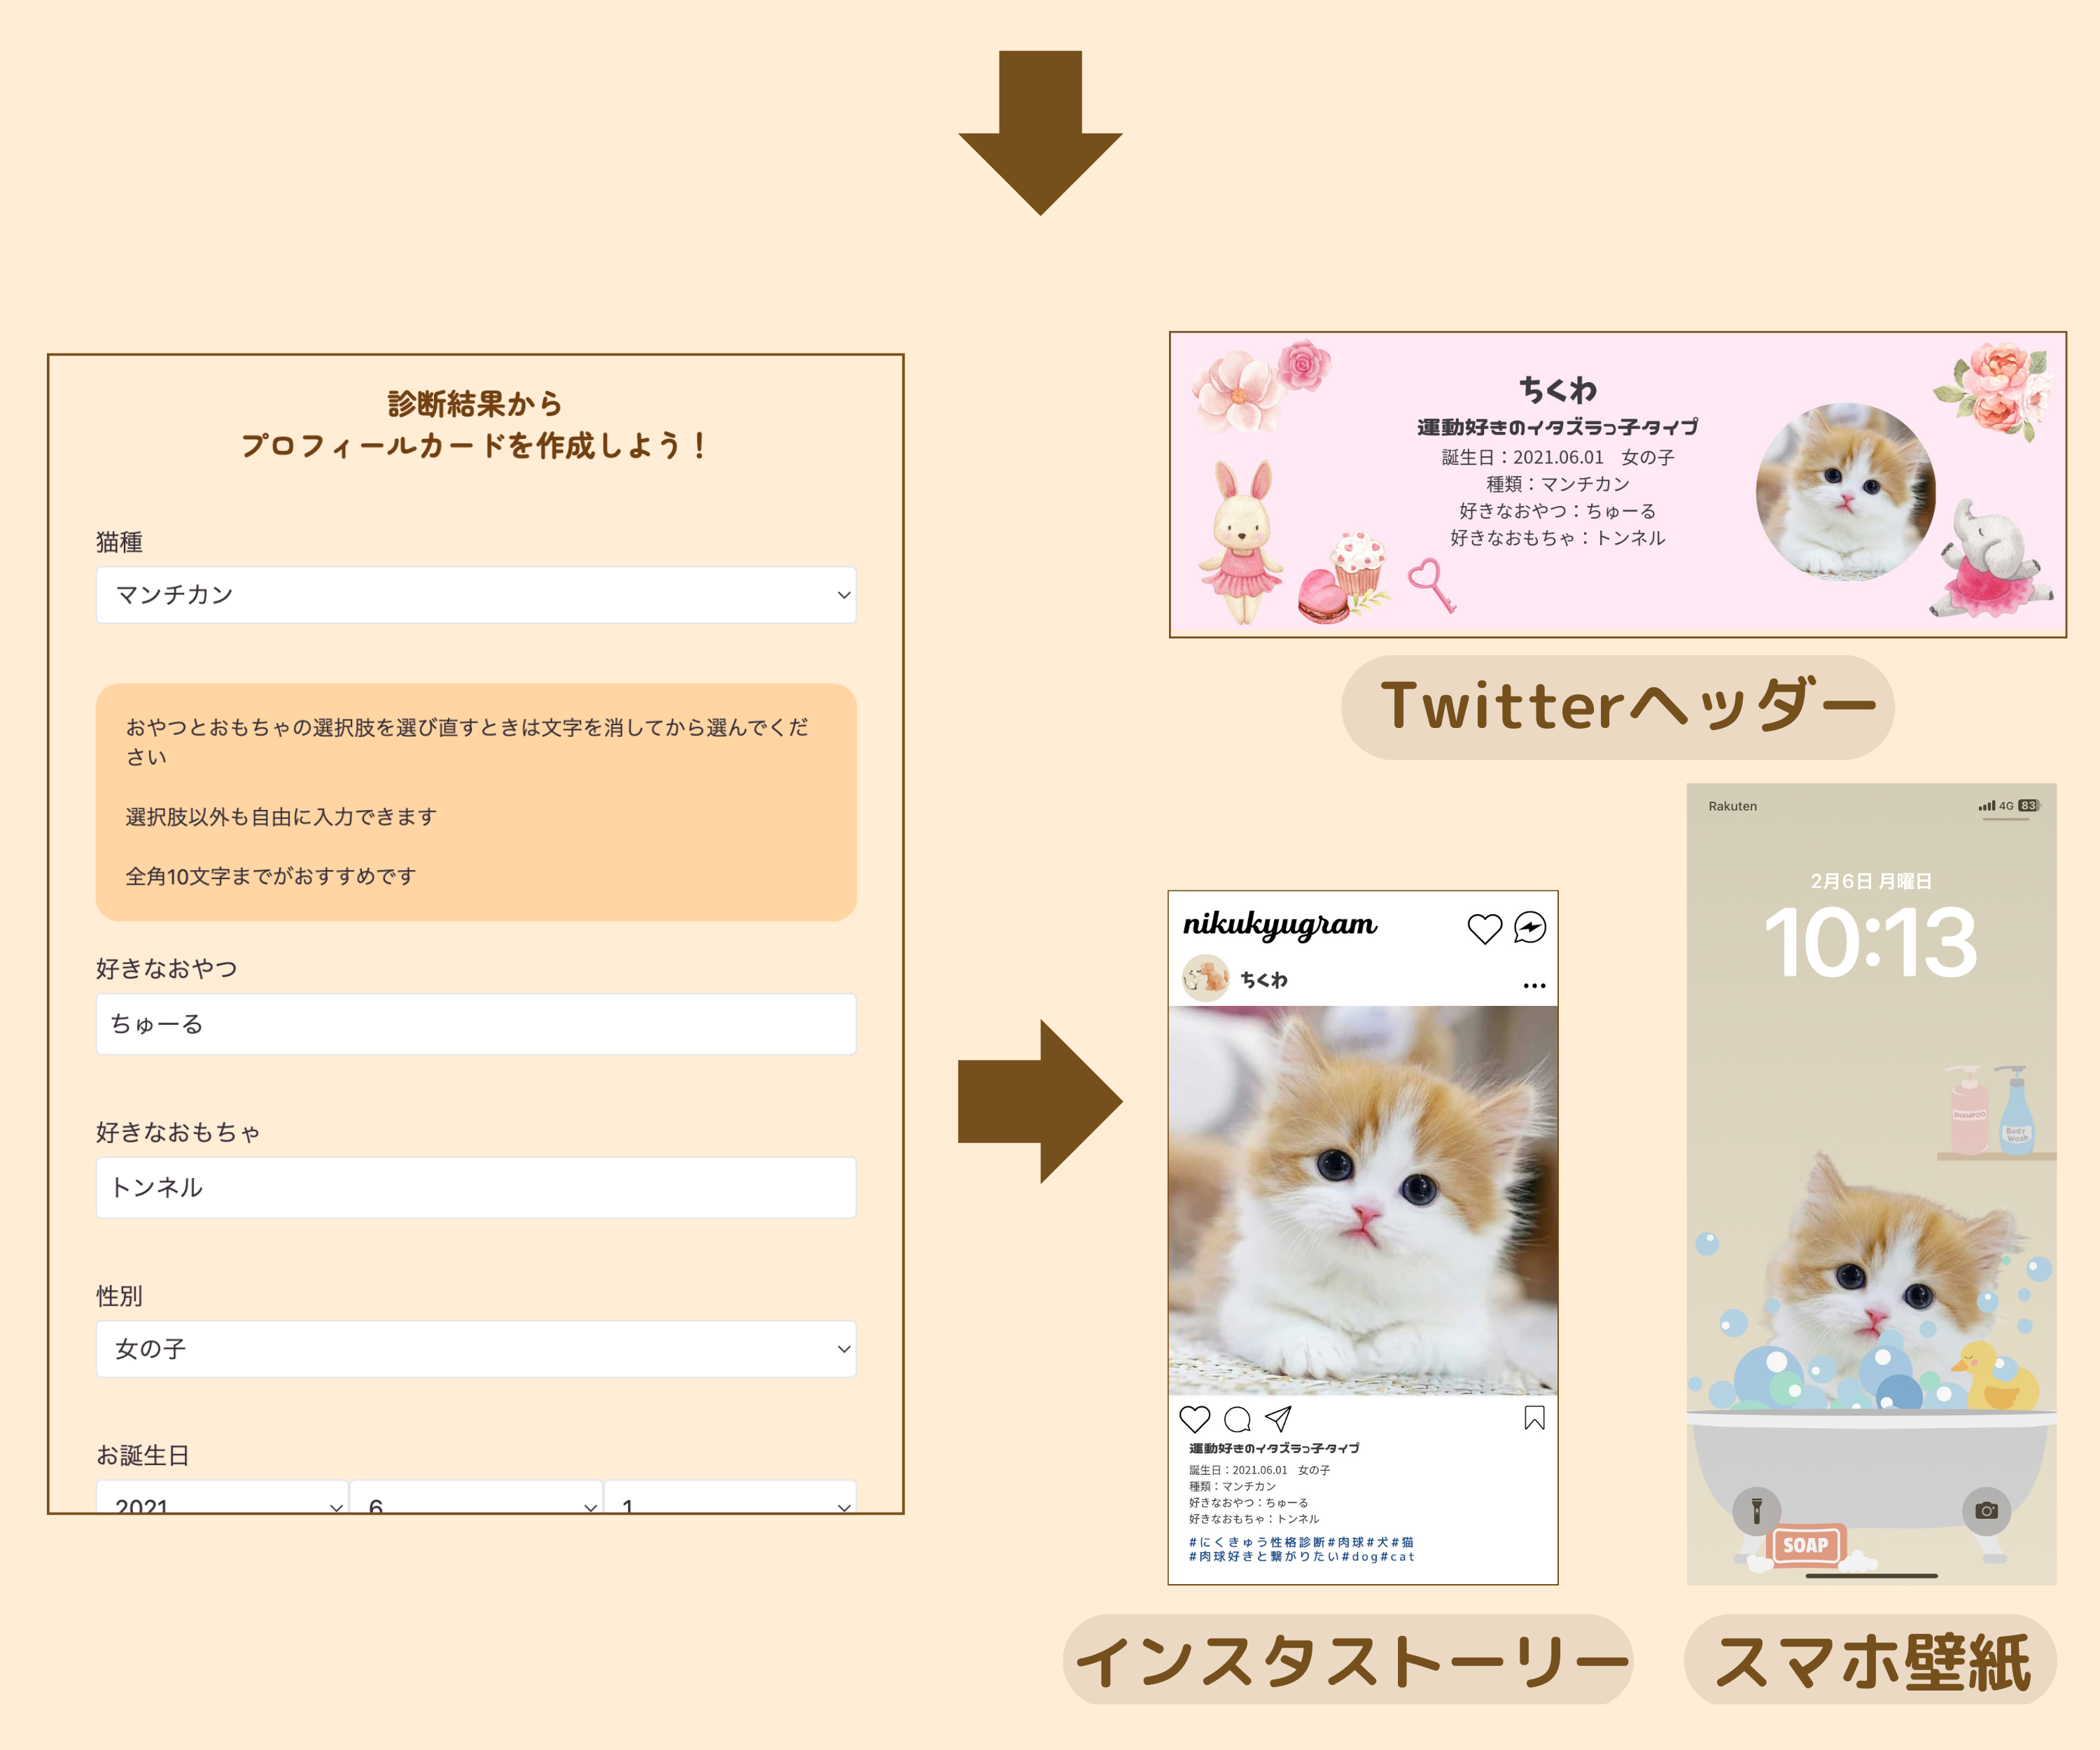 診断結果から
プロフィールカードを作成しよう！
猫種
マンチカン
おやつとおもちゃの選択肢を選び直すときは文字を消してから選んでくだ
さい
選択肢以外も自由に入力できます
全角10文字までがおすすめです
好きなおやつ
ちゅーる
好きなおもちゃ
トンネル
性別
女の子
お誕生日
2021 6 1
ちくわ
運動好きのイタズラっ子タイプ
誕生日：2021.06.01　女の子
種類：マンチカン
好きなおやつ：ちゅーる
好きなおもちゃ：トンネル
Twitterヘッダー
nikukyugram
ちくわ
運動好きのイタズラっ子タイプ
誕生日：2021.06.01　女の子
種類：マンチカン
好きなおやつ：ちゅーる
好きなおもちゃ：トンネル
#にくきゅう性格診断#肉球#犬#猫
#肉球好きと繋がりたい#dog#cat
インスタストーリー
Rakuten 4G 83
2月6日 月曜日
10:13
SHAMPOO
Body
Wash
SOAP
スマホ壁紙